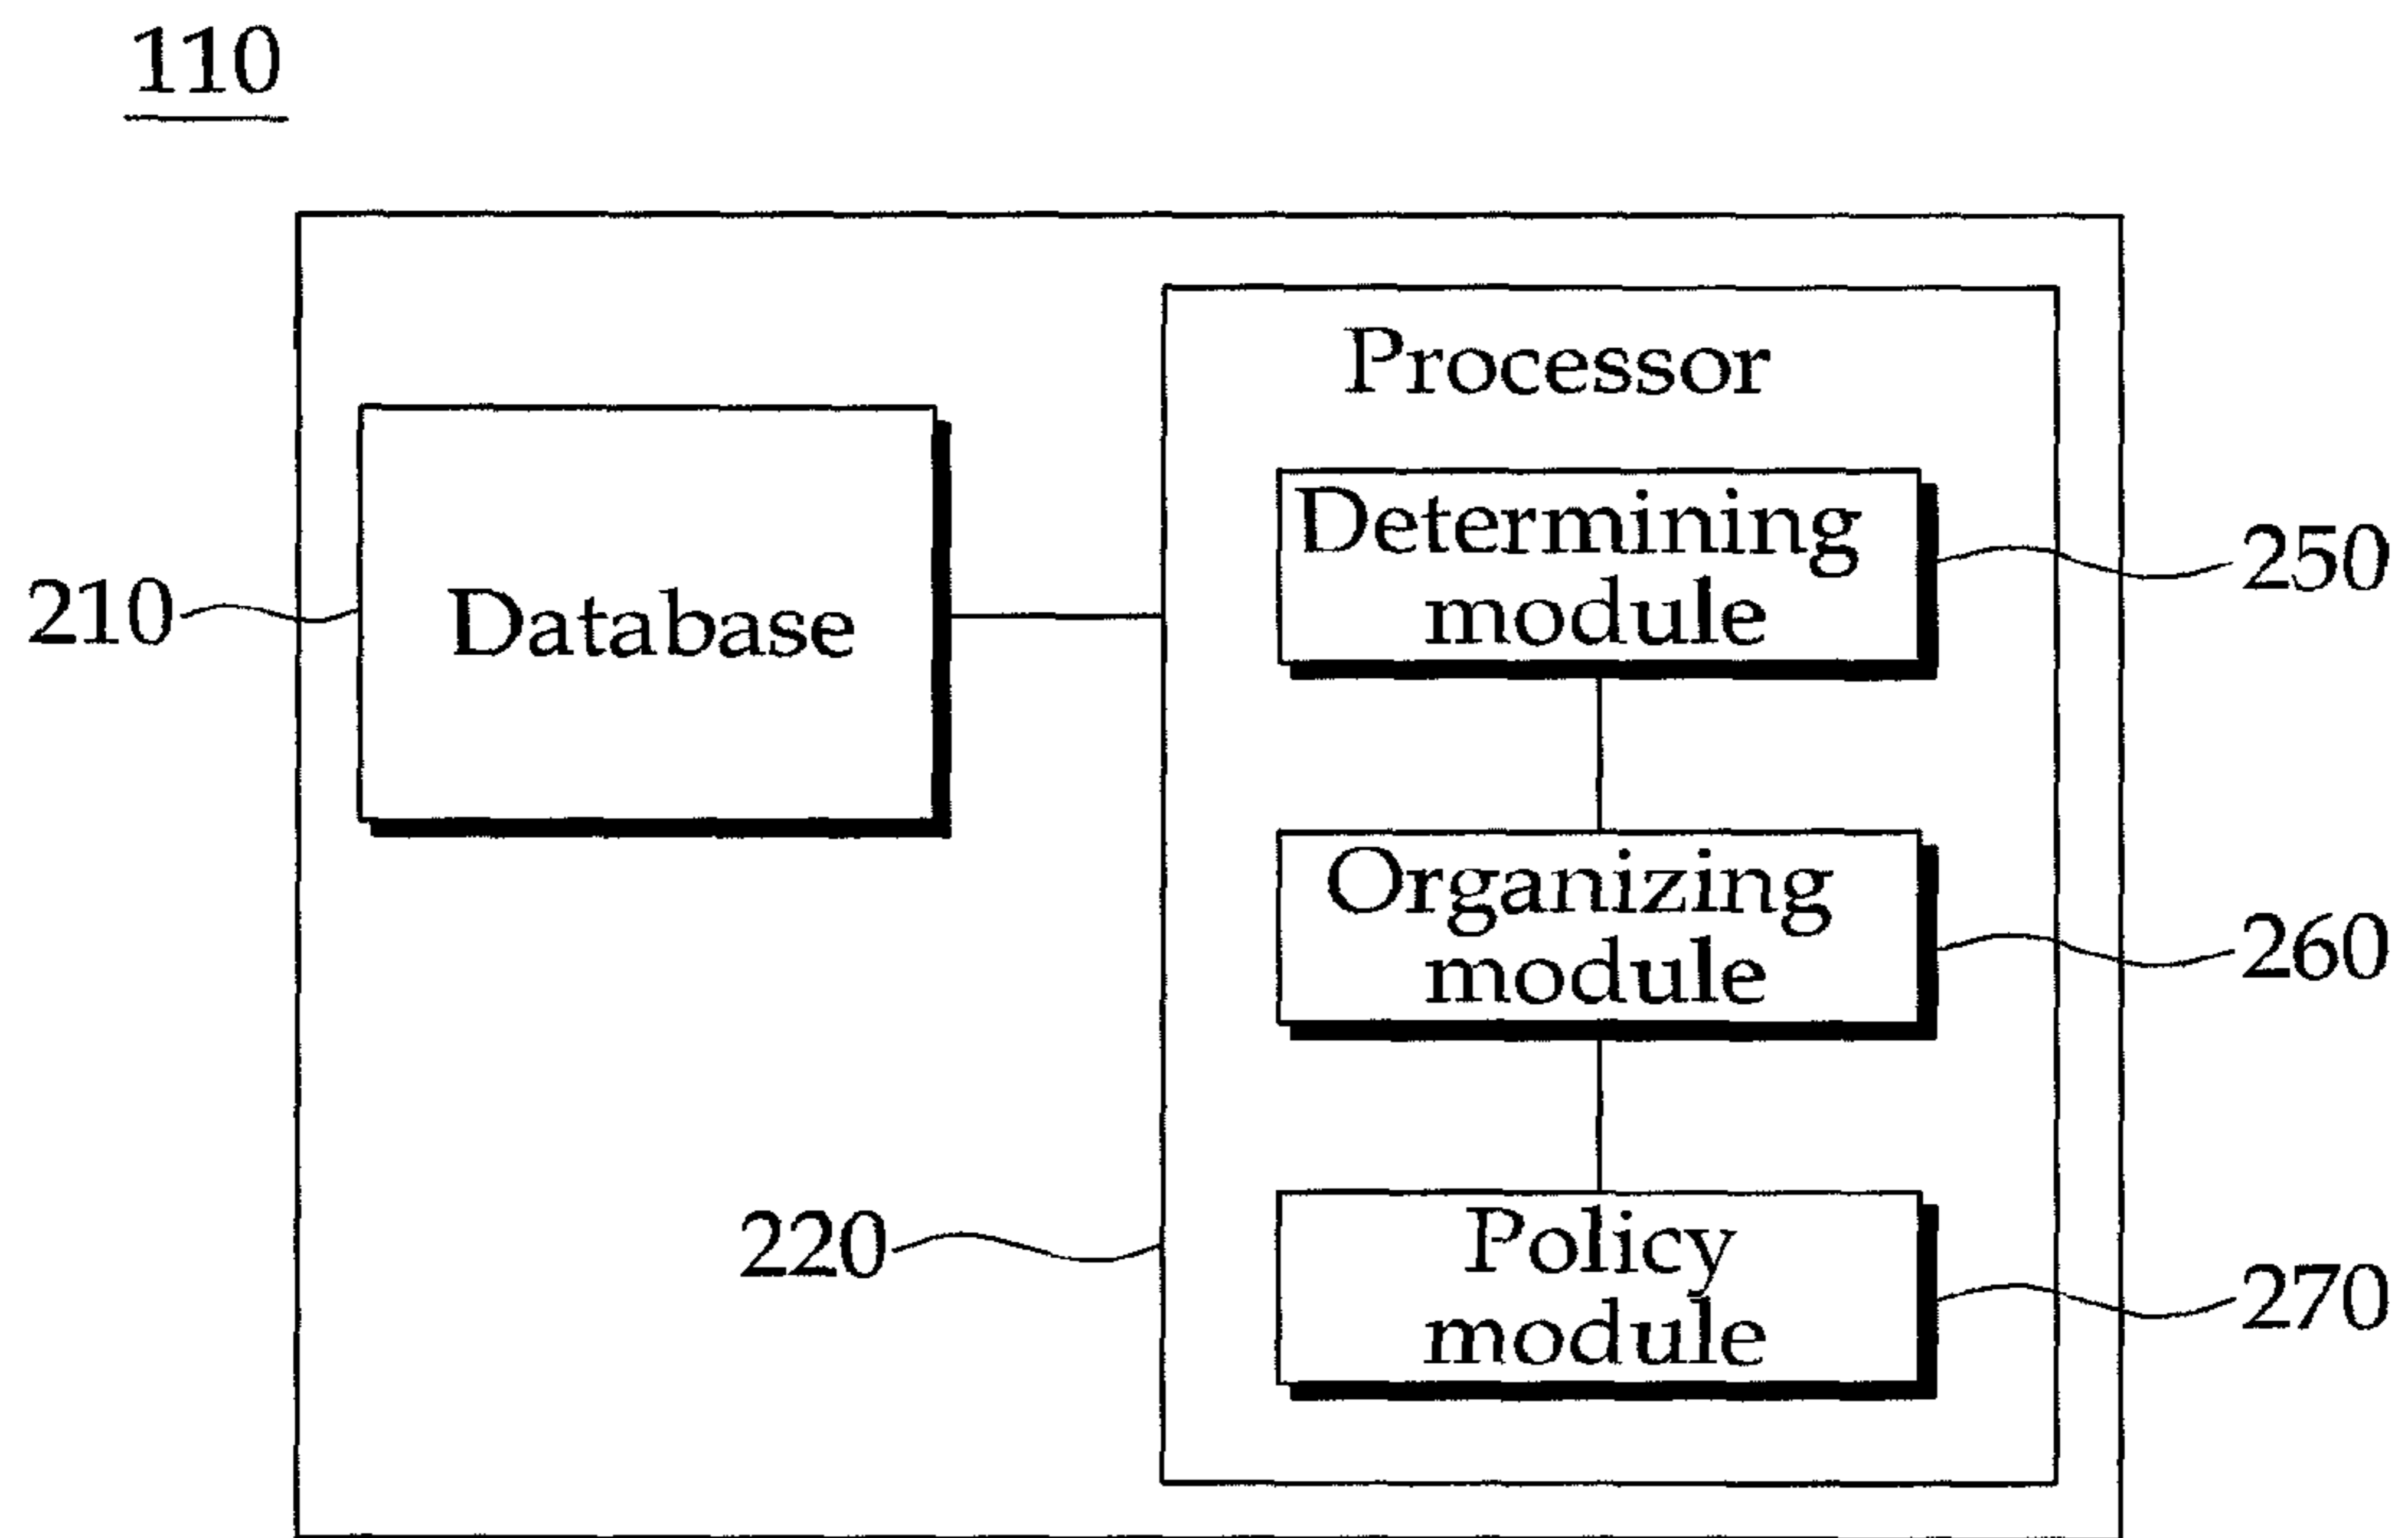 110
Processor
Determining
module
250
210
Database
Organizing
module
260
220
Policy
module
270